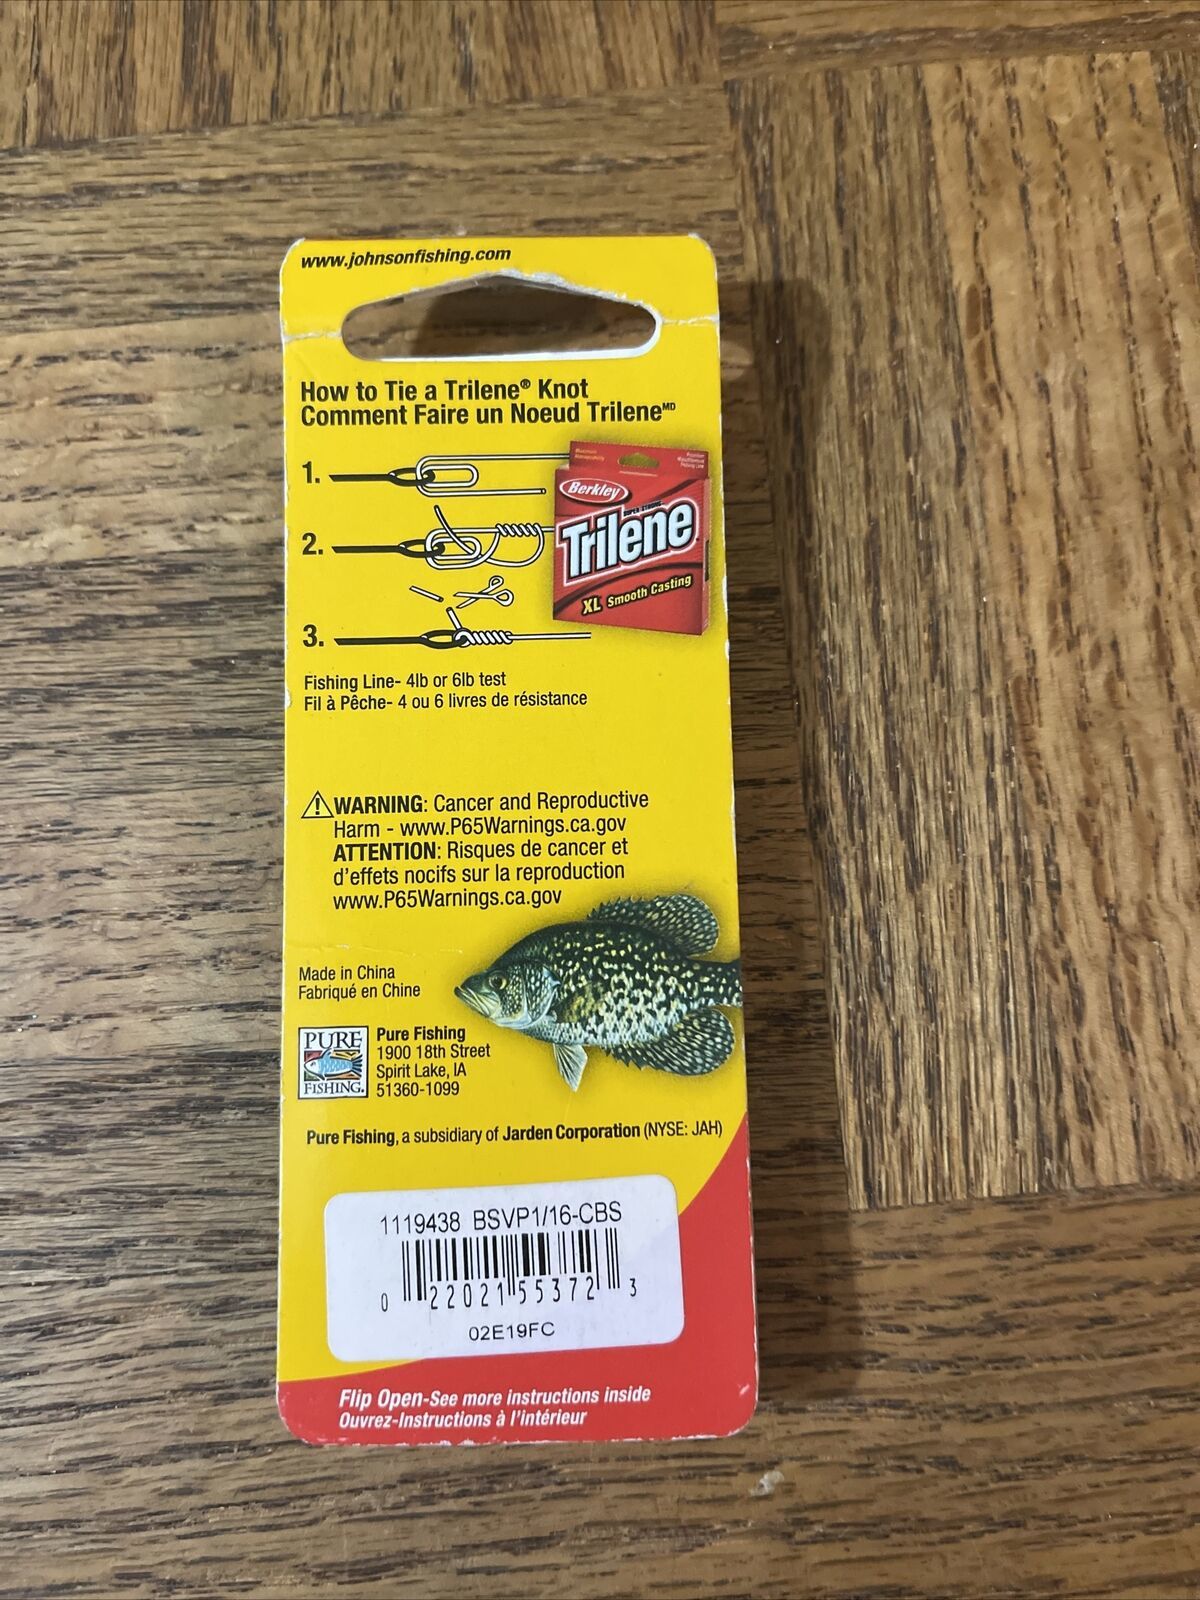 www.johnsonfishing.com
How to Tie a Trilene® Knot
Comment Faire un Noeud Trilene MD
1.
2.
3.
Berkley
Trilene
XL Smooth Casting
Fishing Line- 4lb or 6lb test
Fil à Pêche- 4 ou 6 livres de résistance
WARNING: Cancer and Reproductive
Harm - www.P65Warnings.ca.gov
ATTENTION: Risques de cancer et
d'effets nocifs sur la reproduction
www.P65Warnings.ca.gov
Made in China
Fabriqué en Chine
PURE
FISHING.
Pure Fishing
1900 18th Street
Spirit Lake, IA
51360-1099
Pure Fishing, a subsidiary of Jarden Corporation (NYSE: JAH)
1119438 BSVP1/16-CBS
0 22021 55372 3
02E19FC
Flip Open-See more instructions inside
Ouvrez-Instructions à l'intérieur